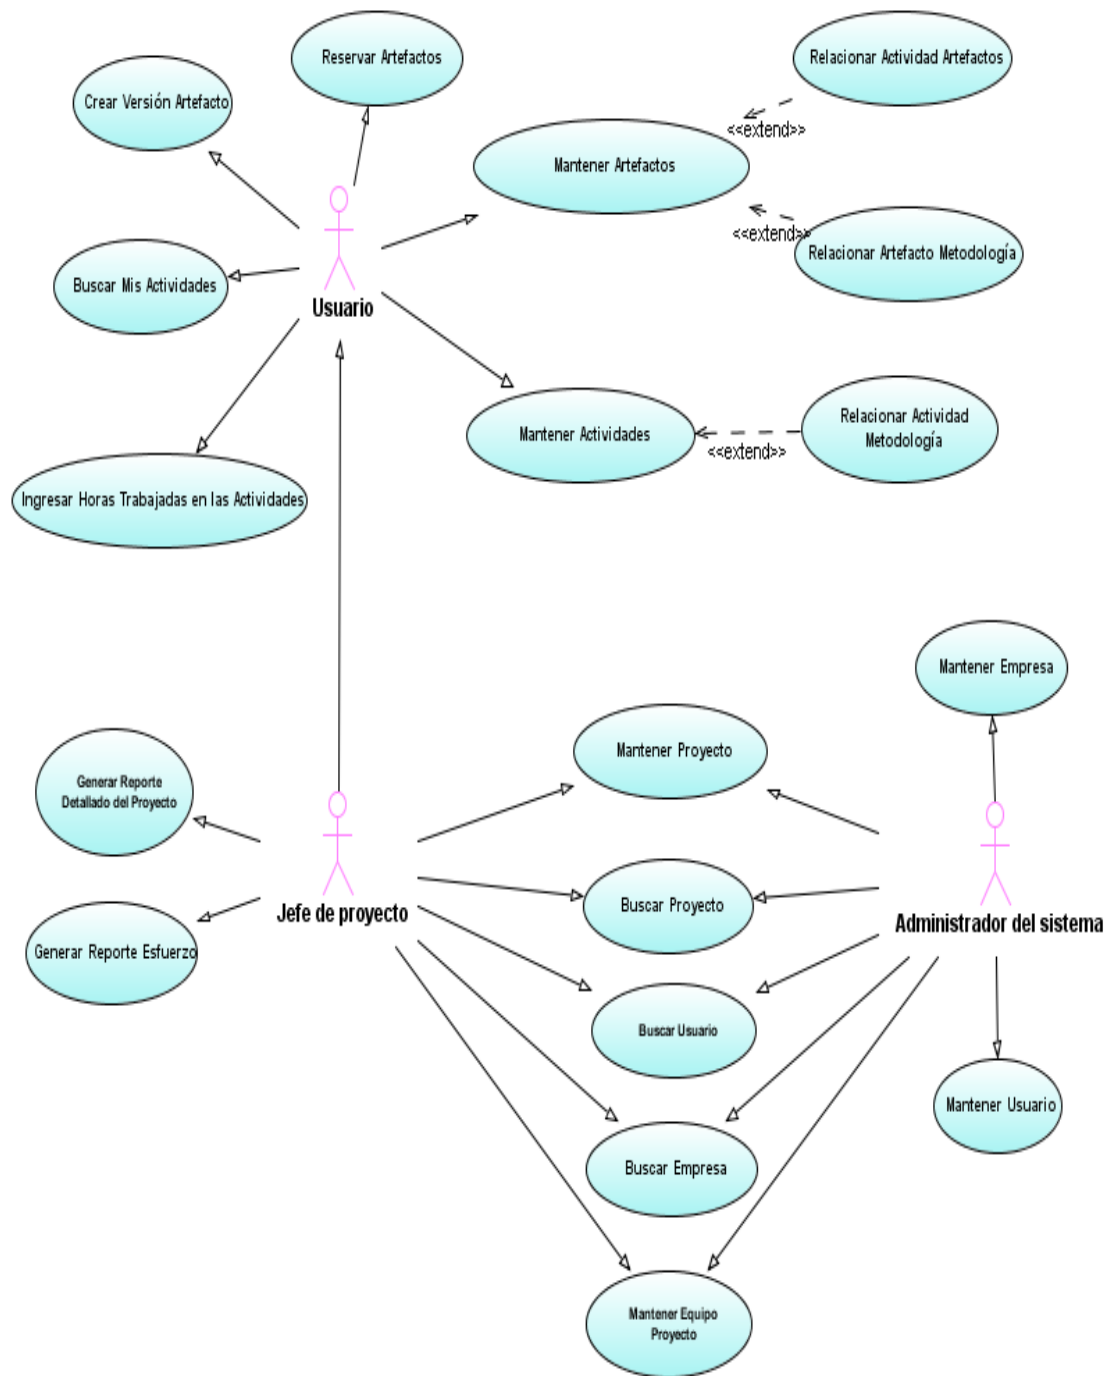 Reservar Artefactos
Relacionar Actividad Artefactos
Crear Versión Artefacto
<<extend>>
Mantener Artefactos
<<extend>>
Relacionar Artefacto Metodología
Buscar Mis Actividades
Usuario
Relacionar Actividad
Metodología
Mantener Actividades
<<extend>>
Ingresar Horas Trabajadas en las Actividades
Mantener Empresa
Mantener Proyecto
Generar Reporte
Detallado del Proyecto
Buscar Proyecto
Jefe de proyecto
Administrador del sistema
Generar Reporte Esfuerzo
Buscar Usuario
Mantener Usuario
Buscar Empresa
Mantener Equipo
Proyecto